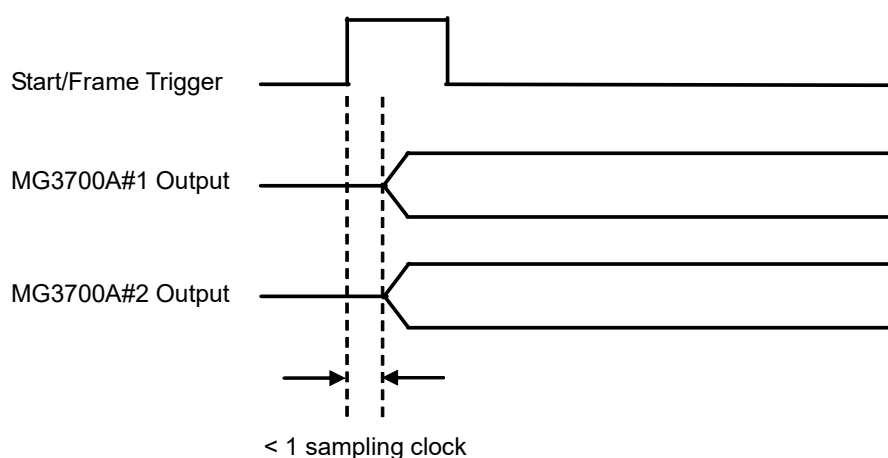 Start/Frame Trigger
MG3700A#1 Output
MG3700A#2 Output
< 1 sampling clock